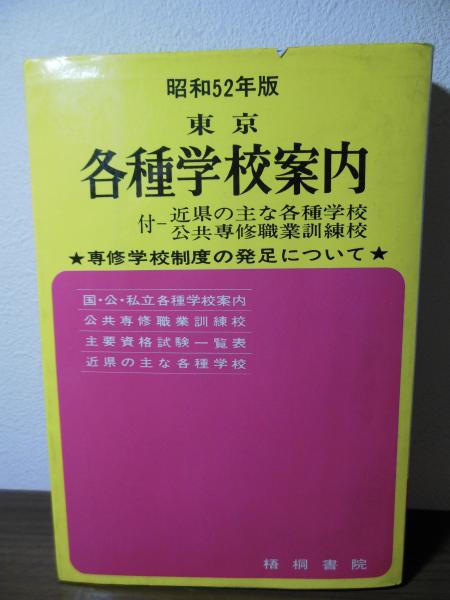 昭和52年版
東京
各種学校案内
付-近県の主な各種学校
公共専修職業訓練校
★専修学校制度の発足について★
国・公・私立各種学校案内
公共専修職業訓練校
主要資格試験一覧表
近県の主な各種学校
梧桐書院